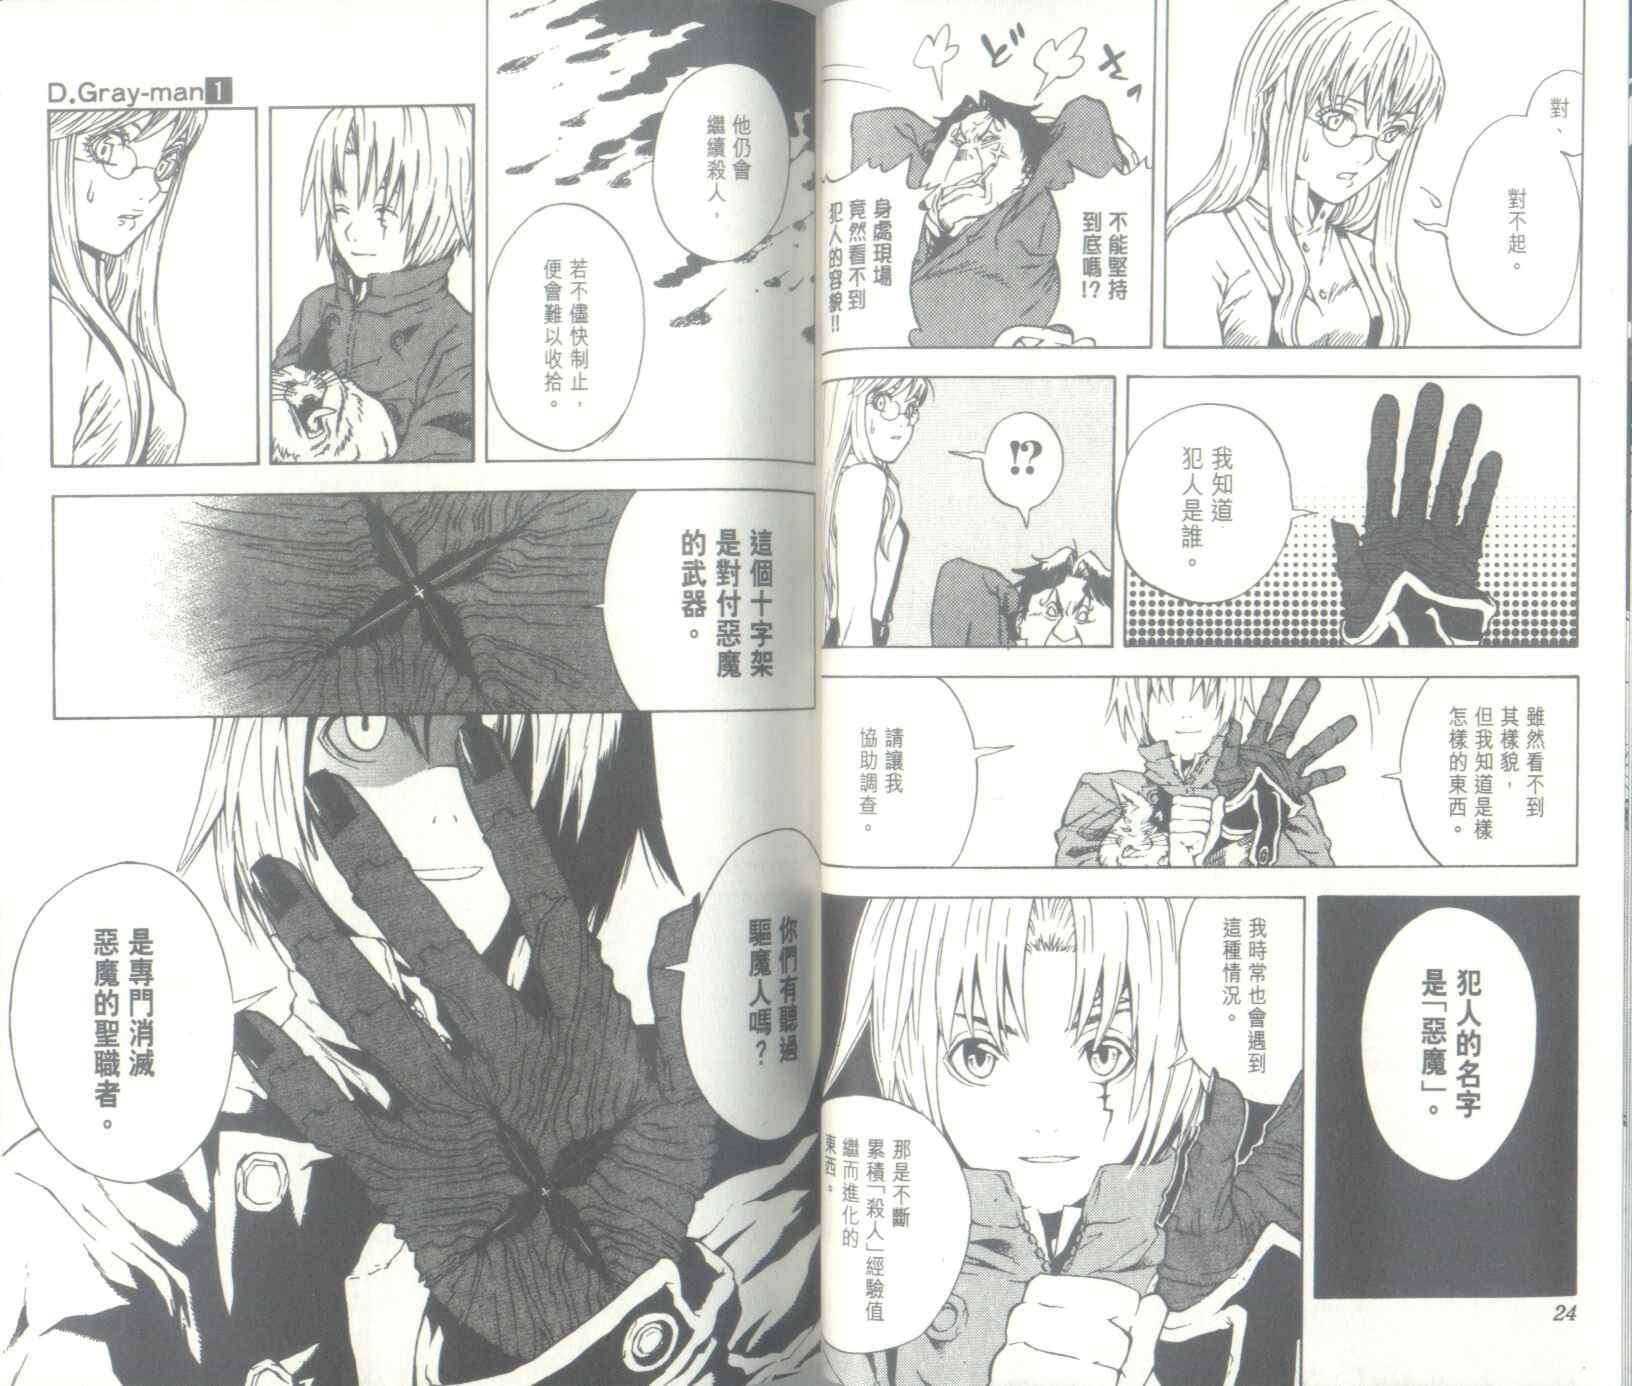 對、
對不起。
不能堅持
到底嗎!?
身處現場
竟然看不到
犯人的容貌!!
ど
さっ
我知道
犯人是誰。
!?
雖然看不到
其樣貌，
但我知道是樣
怎樣的東西。
請讓我
協助調查。
犯人的名字
是「惡魔」。
我時常也會遇到
這種情況。
那是不斷
累積「殺人」經驗值
繼而進化的
東西。
24
D.Gray-man 1
他仍會
繼續殺人，
若不儘快制止，
便會難以收拾。
這個十字架
是對付惡魔
的武器。
你們有聽過
驅魔人嗎？
是專門消滅
惡魔的聖職者。